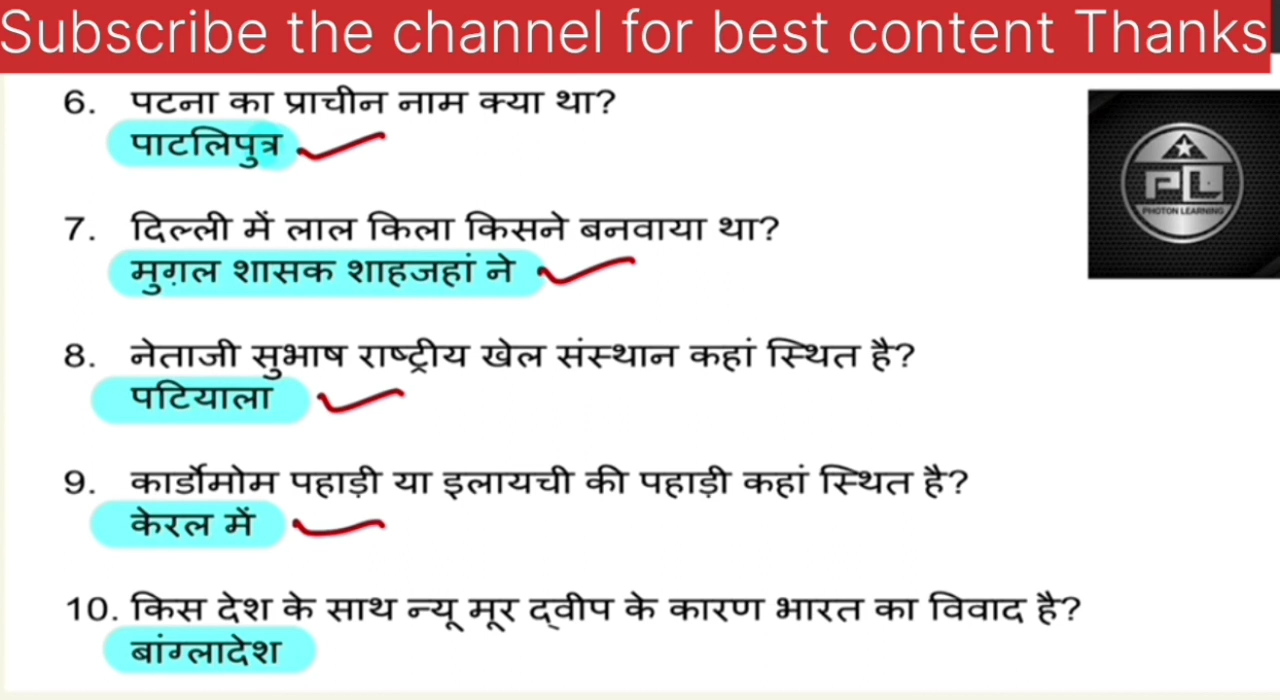 Subscribe the channel for best content Thanks
6. पटना का प्राचीन नाम क्या था?
पाटलिपुत्र
PL
PHOTON LEARNING
7. दिल्ली में लाल किला किसने बनवाया था?
मुग़ल शासक शाहजहां ने
8. नेताजी सुभाष राष्ट्रीय खेल संस्थान कहां स्थित है?
पटियाला
9. कार्डोमोम पहाड़ी या इलायची की पहाड़ी कहां स्थित है?
केरल में
10. किस देश के साथ न्यू मूर द्वीप के कारण भारत का विवाद है?
बांग्लादेश